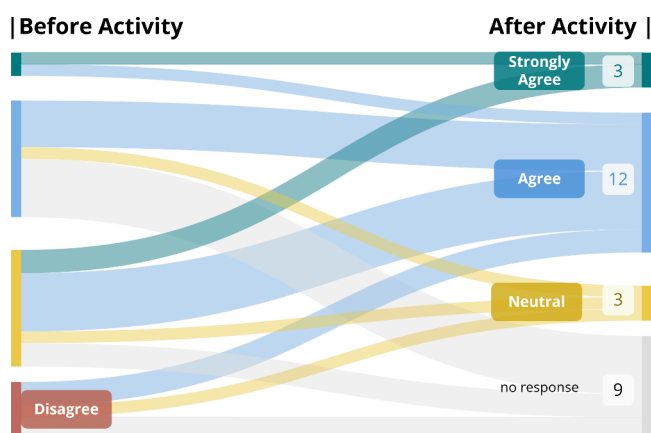 |Before Activity
After Activity |
Strongly
Agree
3
Agree
12
Neutral
3
no response
9
Disagree